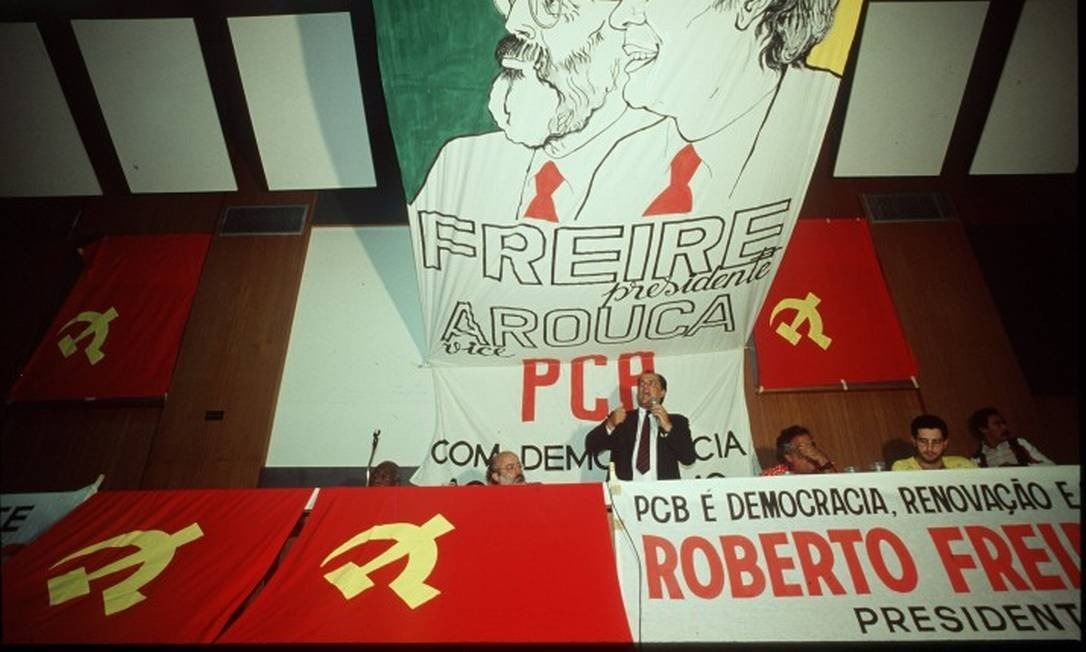 FREIRE
presidente
AROUCA
vice
PCB
COM DEMOCRACIA
PCB É DEMOCRACIA, RENOVAÇÃO E
ROBERTO FREI
PRESIDENT